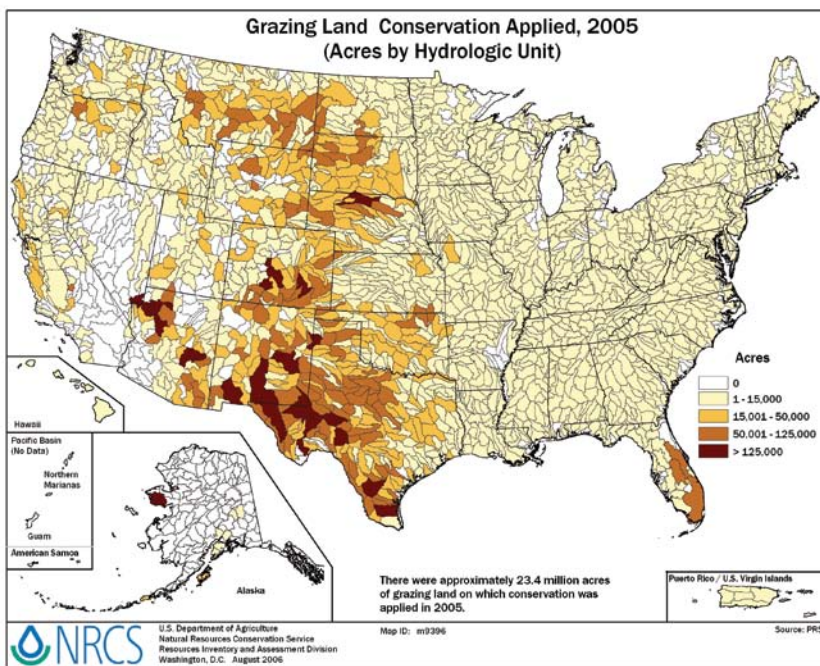 Grazing Land Conservation Applied, 2005
(Acres by Hydrologic Unit)
Acres
0
1 - 15,000
15,001 - 50,000
50,001 - 125,000
> 125,000
Hawaii
Pacific Basin
(No Data)
Northern
Marianas
Guam
American Samoa
Alaska
There were approximately 23.4 million acres
of grazing land on which conservation was
applied in 2005.
Puerto Rico / U.S. Virgin Islands
NRCS
U.S. Department of Agriculture
Natural Resources Conservation Service
Resources Inventory and Assessment Division
Washington, D.C. August 2006
Map ID: m9396
Source: PRS